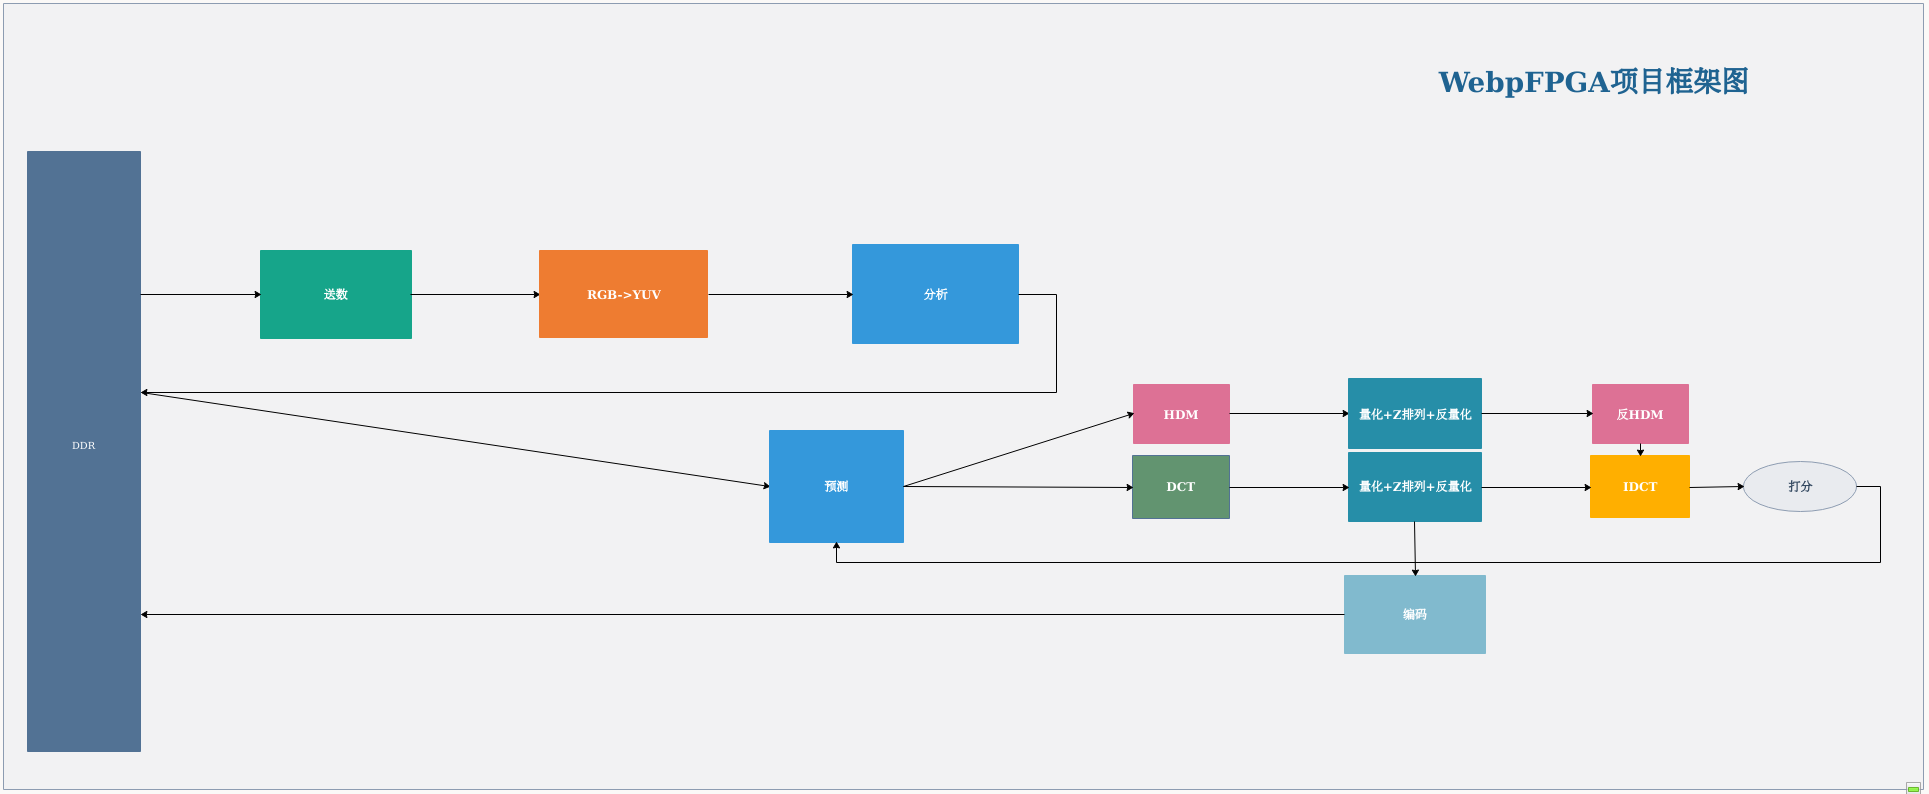 WebpFPGA项目框架图
送数
RGB->YUV
分析
DDR
HDM
量化+Z排列+反量化
反HDM
预测
DCT
量化+Z排列+反量化
IDCT
打分
编码